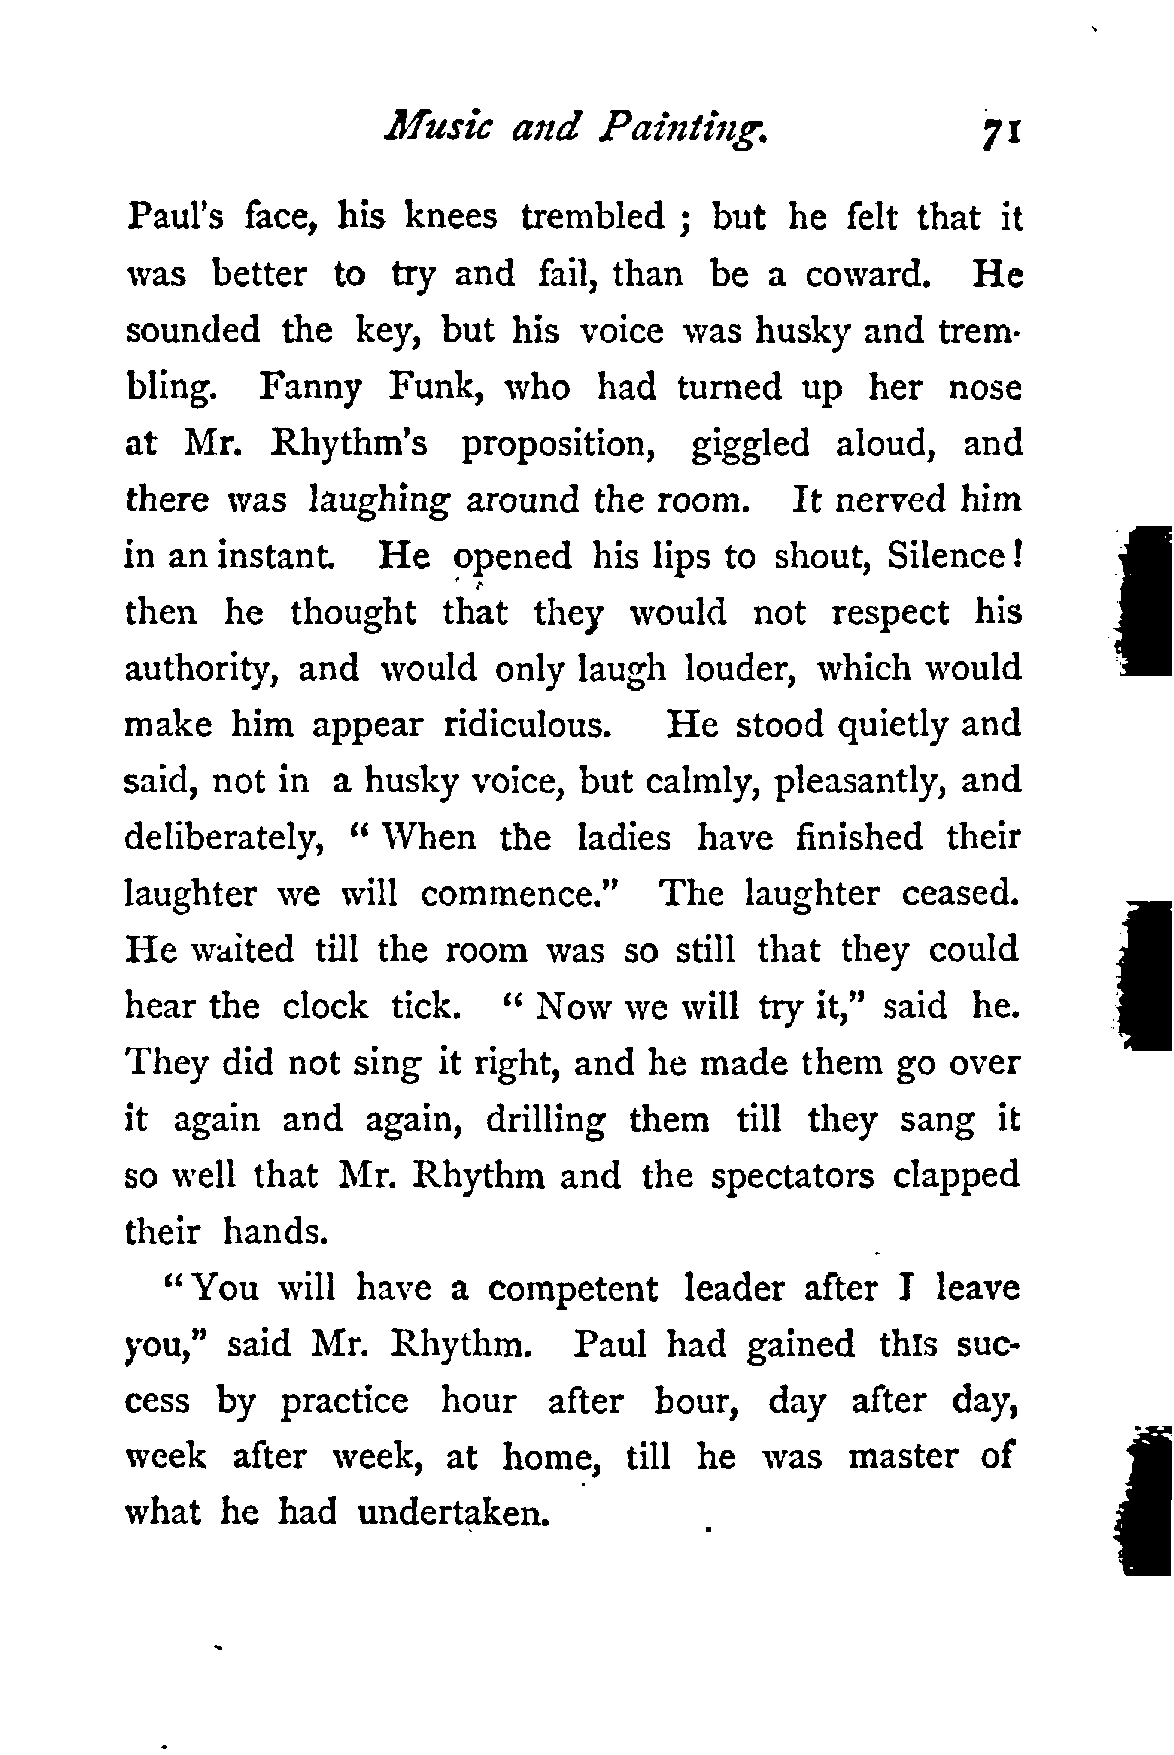 Music and Painting. 71
Paul's face, his knees trembled ; but he felt that it
was better to try and fail, than be a coward. He
sounded the key, but his voice was husky and trem-
bling. Fanny Funk, who had turned up her nose
at Mr. Rhythm's proposition, giggled aloud, and
there was laughing around the room. It nerved him
in an instant. He opened his lips to shout, Silence !
then he thought that they would not respect his
authority, and would only laugh louder, which would
make him appear ridiculous. He stood quietly and
said, not in a husky voice, but calmly, pleasantly, and
deliberately, " When the ladies have finished their
laughter we will commence." The laughter ceased.
He waited till the room was so still that they could
hear the clock tick. " Now we will try it," said he.
They did not sing it right, and he made them go over
it again and again, drilling them till they sang it
so well that Mr. Rhythm and the spectators clapped
their hands.
" You will have a competent leader after I leave
you," said Mr. Rhythm. Paul had gained this suc-
cess by practice hour after hour, day after day,
week after week, at home, till he was master of
what he had undertaken.